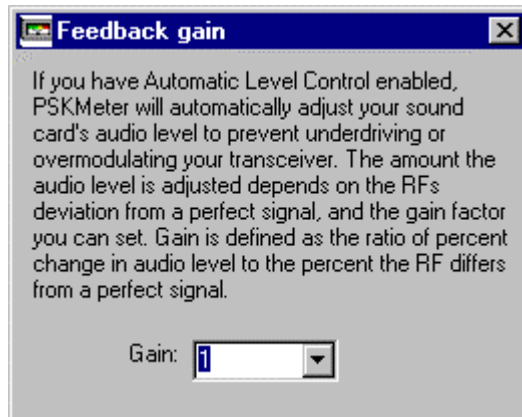 Feedback gain
If you have Automatic Level Control enabled,
PSKMeter will automatically adjust your sound
card's audio level to prevent underdriving or
overmodulating your transceiver. The amount the
audio level is adjusted depends on the RFs
deviation from a perfect signal, and the gain factor
you can set. Gain is defined as the ratio of percent
change in audio level to the percent the RF differs
from a perfect signal.
Gain: 1